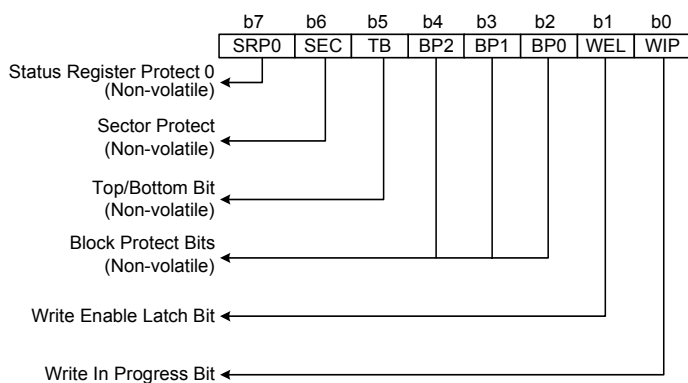 b7 b6 b5 b4 b3 b2 b1 b0
SRP0 SEC TB BP2 BP1 BP0 WEL WIP
Status Register Protect 0
(Non-volatile)
Sector Protect
(Non-volatile)
Top/Bottom Bit
(Non-volatile)
Block Protect Bits
(Non-volatile)
Write Enable Latch Bit
Write In Progress Bit